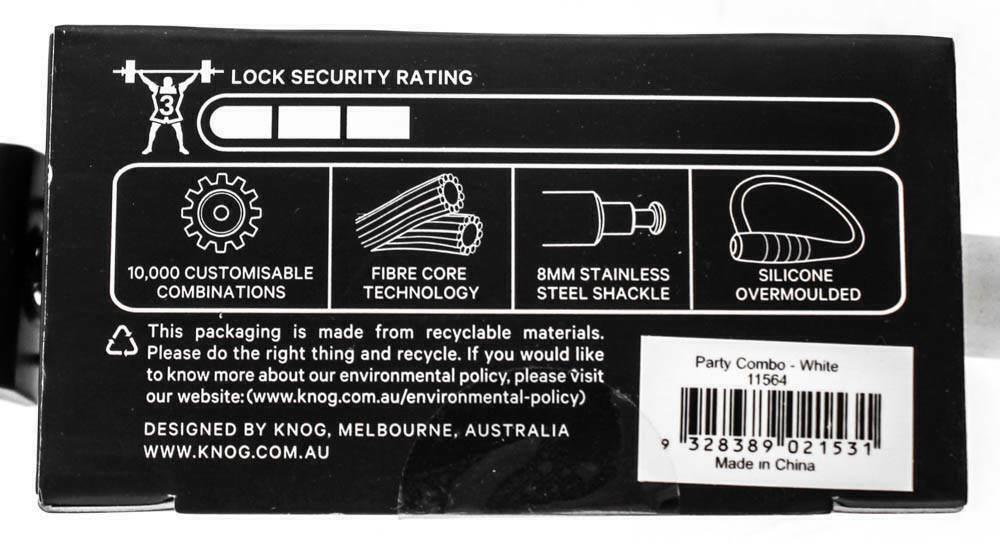 LOCK SECURITY RATING
3
10,000 CUSTOMISABLE
COMBINATIONS
FIBRE CORE
TECHNOLOGY
8MM STAINLESS
STEEL SHACKLE
SILICONE
OVERMOULDED
This packaging is made from recyclable materials.
Please do the right thing and recycle. If you would like
to know more about our environmental policy, please visit
our website:(www.knog.com.au/environmental-policy)
DESIGNED BY KNOG, MELBOURNE, AUSTRALIA
WWW.KNOG.COM.AU
Party Combo - White
11564
9 328389 021531
Made in China